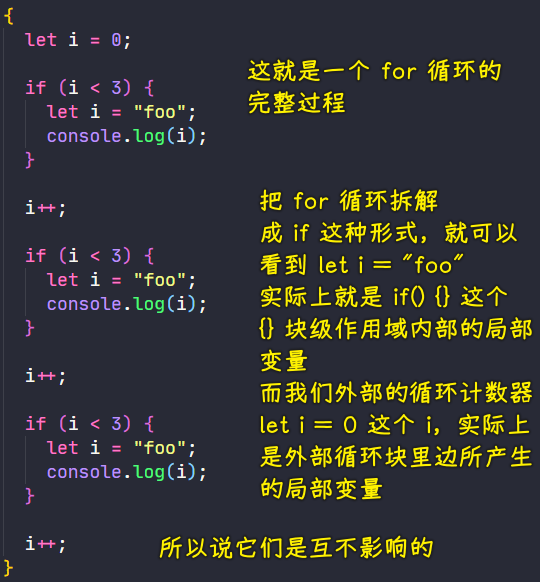 {
let i = 0;
这就是一个 for 循环的
完整过程
if (i < 3) {
let i = "foo";
console.log(i);
}
i++;
if (i < 3) {
let i = "foo";
console.log(i);
}
i++;
if (i < 3) {
let i = "foo";
console.log(i);
}
i++;
}
把 for 循环拆解
成 if 这种形式，就可以
看到 let i = "foo"
实际上就是 if() {} 这个
{} 块级作用域内部的局部
变量
而我们外部的循环计数器
let i = 0 这个 i，实际上
是外部循环块里边所产生
的局部变量
所以说它们是互不影响的